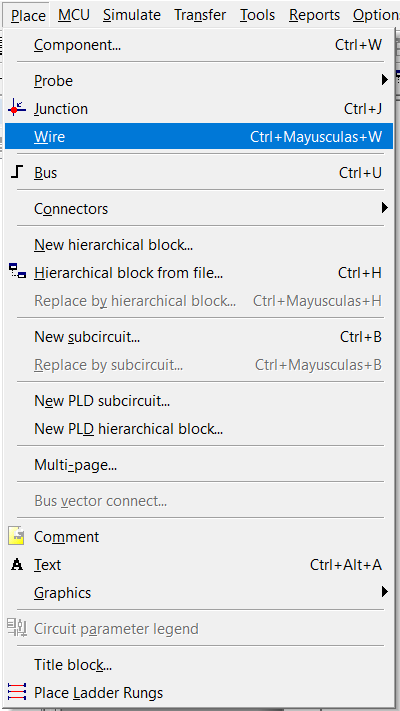 Place MCU Simulate Transfer Tools Reports Option
Component... Ctrl+W
Probe
Junction Ctrl+J
Wire Ctrl+Mayusculas+W
Bus Ctrl+U
Connectors
New hierarchical block...
Hierarchical block from file... Ctrl+H
Replace by hierarchical block... Ctrl+Mayusculas+H
New subcircuit... Ctrl+B
Replace by subcircuit... Ctrl+Mayusculas+B
New PLD subcircuit...
New PLD hierarchical block...
Multi-page...
Bus vector connect...
Comment
A Text Ctrl+Alt+A
Graphics
Circuit parameter legend
Title block...
Place Ladder Rungs